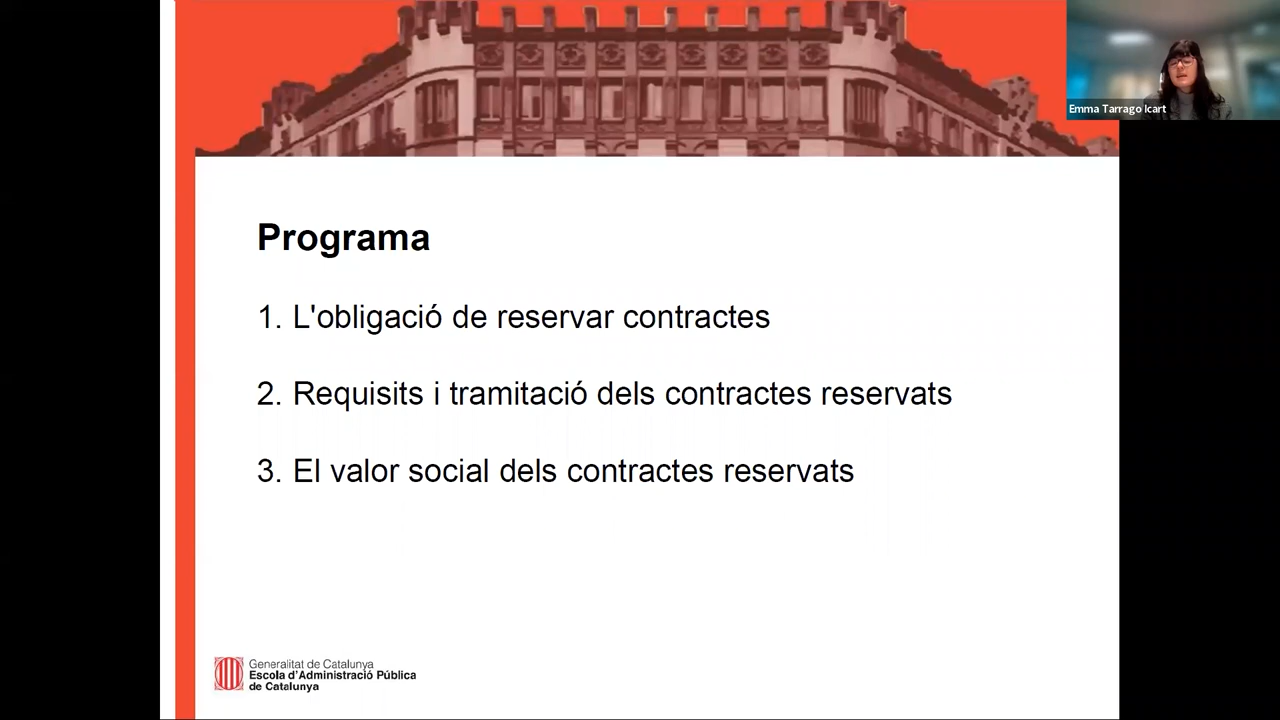 Emma Tarrago Icart
Programa
1. L'obligació de reservar contractes
2. Requisits i tramitació dels contractes reservats
3. El valor social dels contractes reservats
Generalitat de Catalunya
Escola d'Administració Pública
de Catalunya